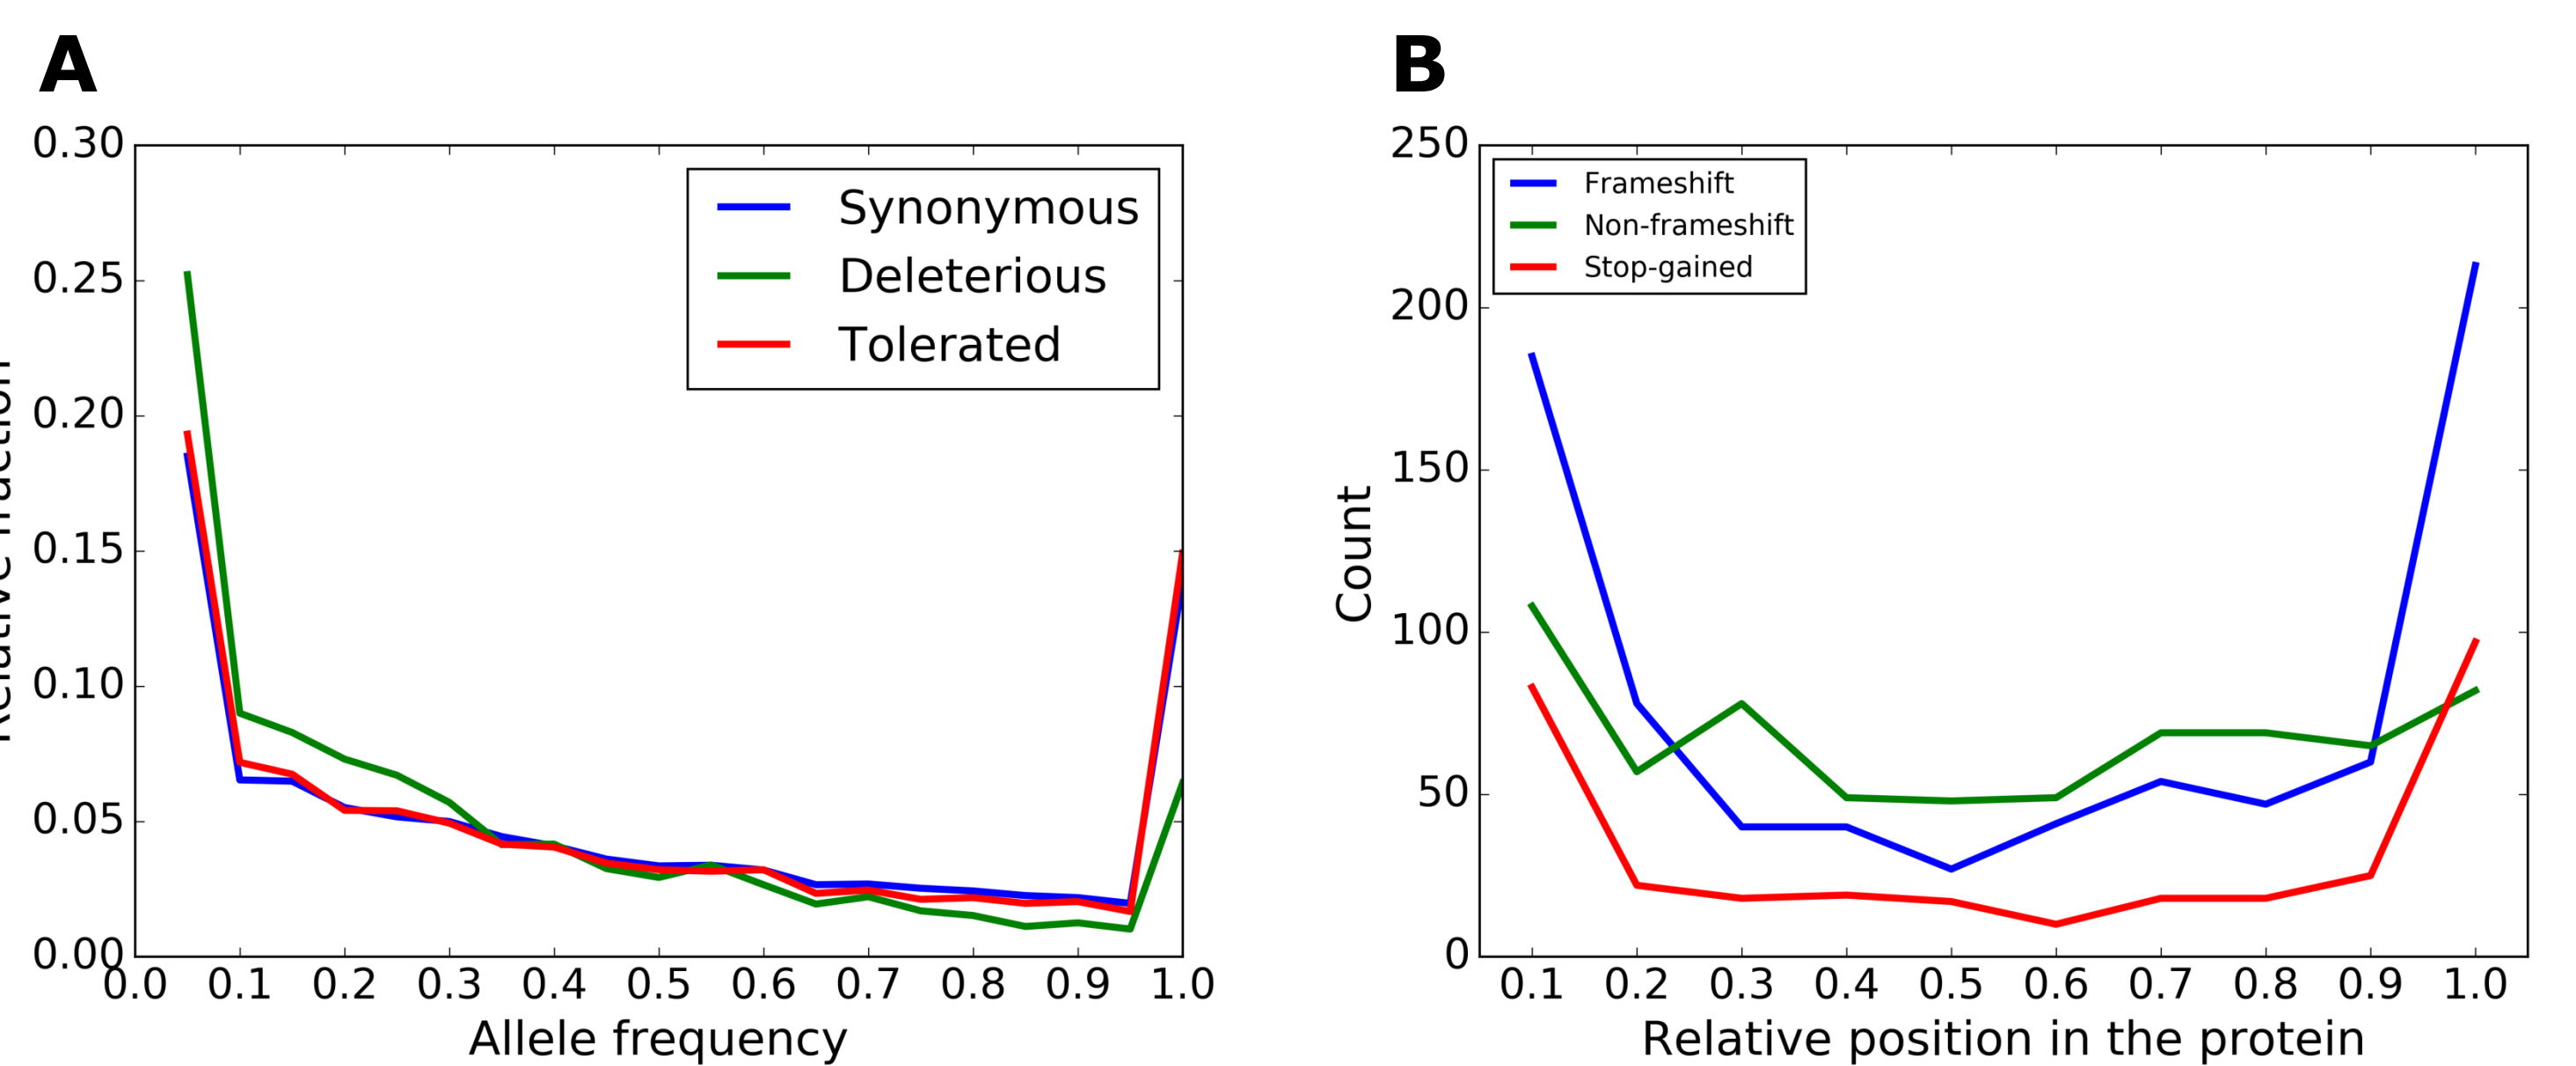 A
B
0.30
0.25
0.20
0.15
0.10
0.05
0.00
0.0 0.1 0.2 0.3 0.4 0.5 0.6 0.7 0.8 0.9 1.0
Allele frequency
Synonymous
Deleterious
Tolerated
250
200
150
100
50
0
Count
0.1 0.2 0.3 0.4 0.5 0.6 0.7 0.8 0.9 1.0
Relative position in the protein
Frameshift
Non-frameshift
Stop-gained